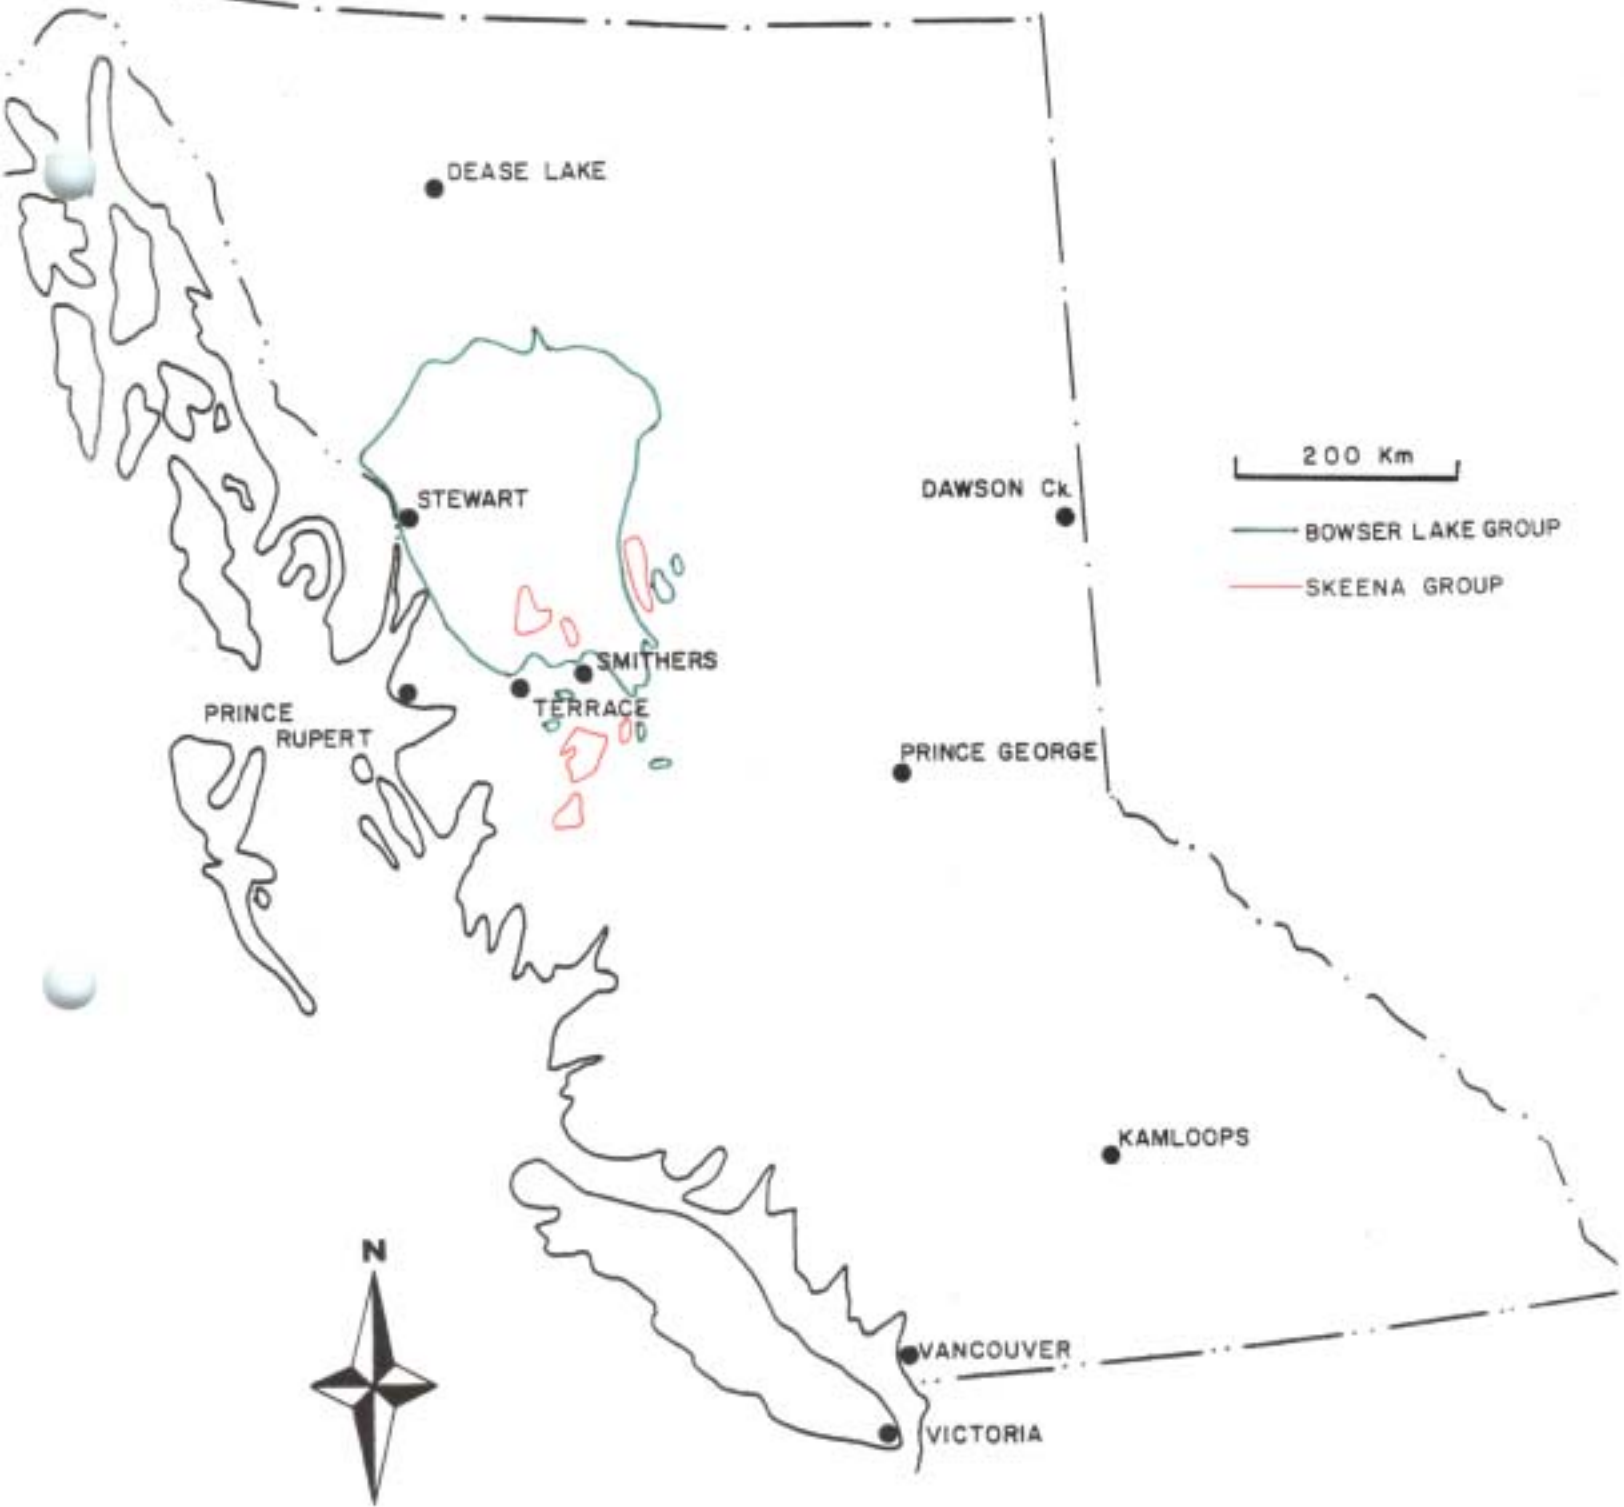 DEASE LAKE
STEWART
200 Km
DAWSON Ck.
BOWSER LAKE GROUP
SKEENA GROUP
SMITHERS
TERRACE
PRINCE
RUPERT
PRINCE GEORGE
KAMLOOPS
N
VANCOUVER
VICTORIA